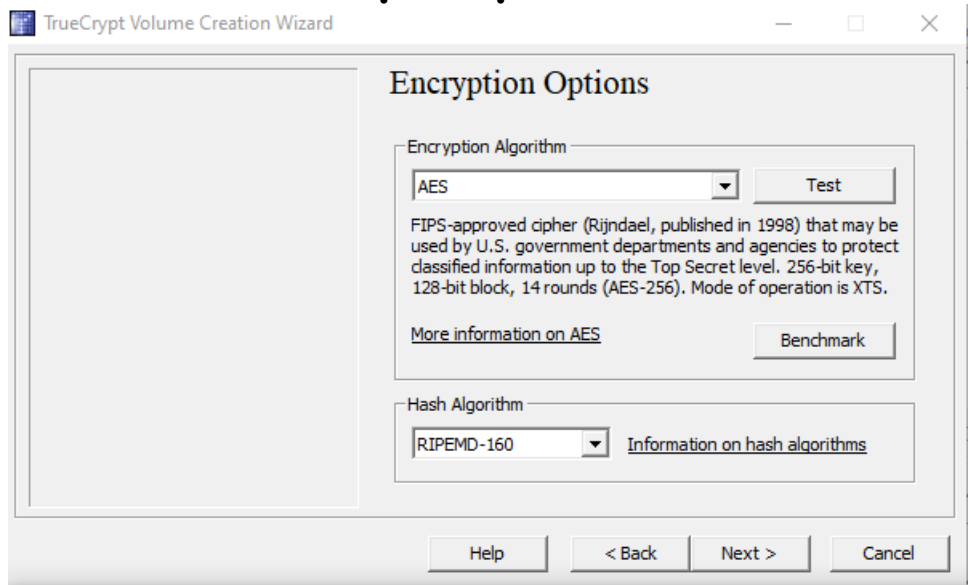 TrueCrypt Volume Creation Wizard
Encryption Options
Encryption Algorithm
AES
Test
FIPS-approved cipher (Rijndael, published in 1998) that may be
used by U.S. government departments and agencies to protect
classified information up to the Top Secret level. 256-bit key,
128-bit block, 14 rounds (AES-256). Mode of operation is XTS.
More information on AES
Benchmark
Hash Algorithm
RIPEMD-160
Information on hash algorithms
Help
< Back
Next >
Cancel